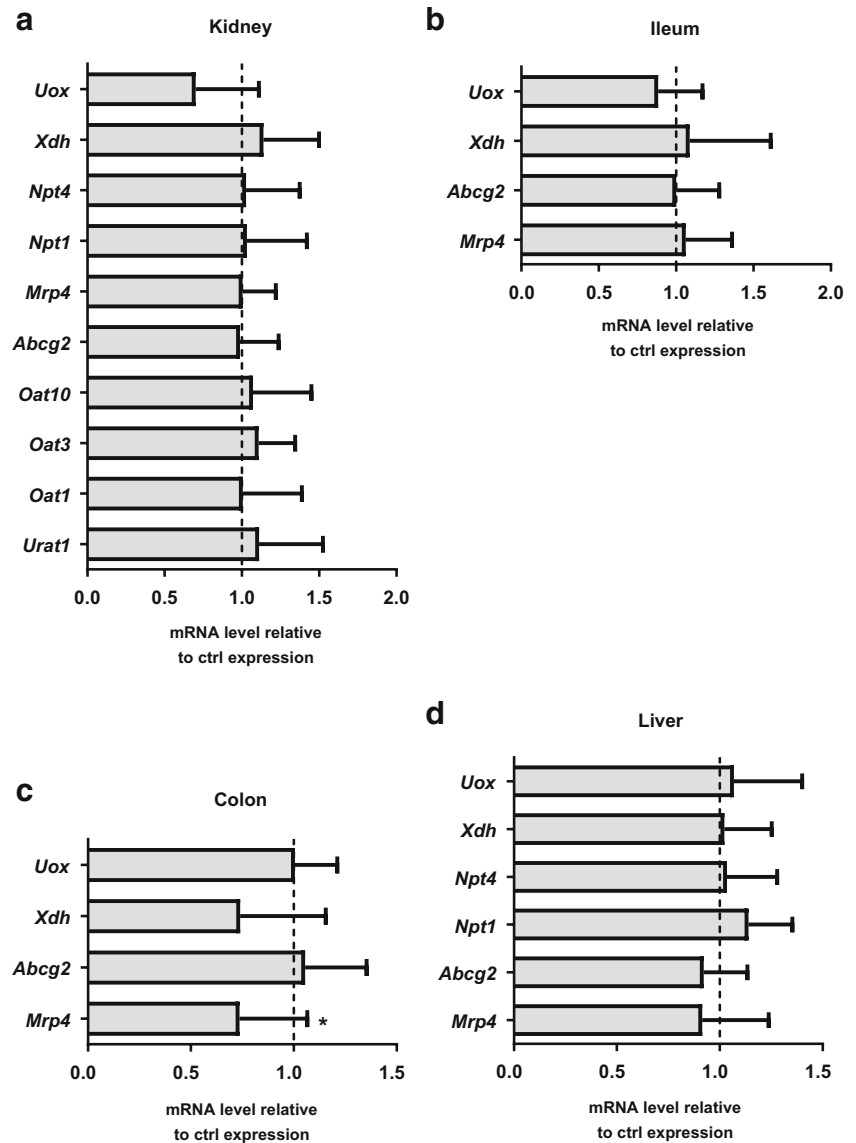 a
Kidney
Uox
Xdh
Npt4
Npt1
Mrp4
Abcg2
Oat10
Oat3
Oat1
Urat1
0.0 0.5 1.0 1.5 2.0
mRNA level relative
to ctrl expression
b
Ileum
Uox
Xdh
Abcg2
Mrp4
0.0 0.5 1.0 1.5 2.0
mRNA level relative
to ctrl expression
c
Colon
Uox
Xdh
Abcg2
Mrp4
*
0.0 0.5 1.0 1.5
mRNA level relative
to ctrl expression
d
Liver
Uox
Xdh
Npt4
Npt1
Abcg2
Mrp4
0.0 0.5 1.0 1.5
mRNA level relative
to ctrl expression